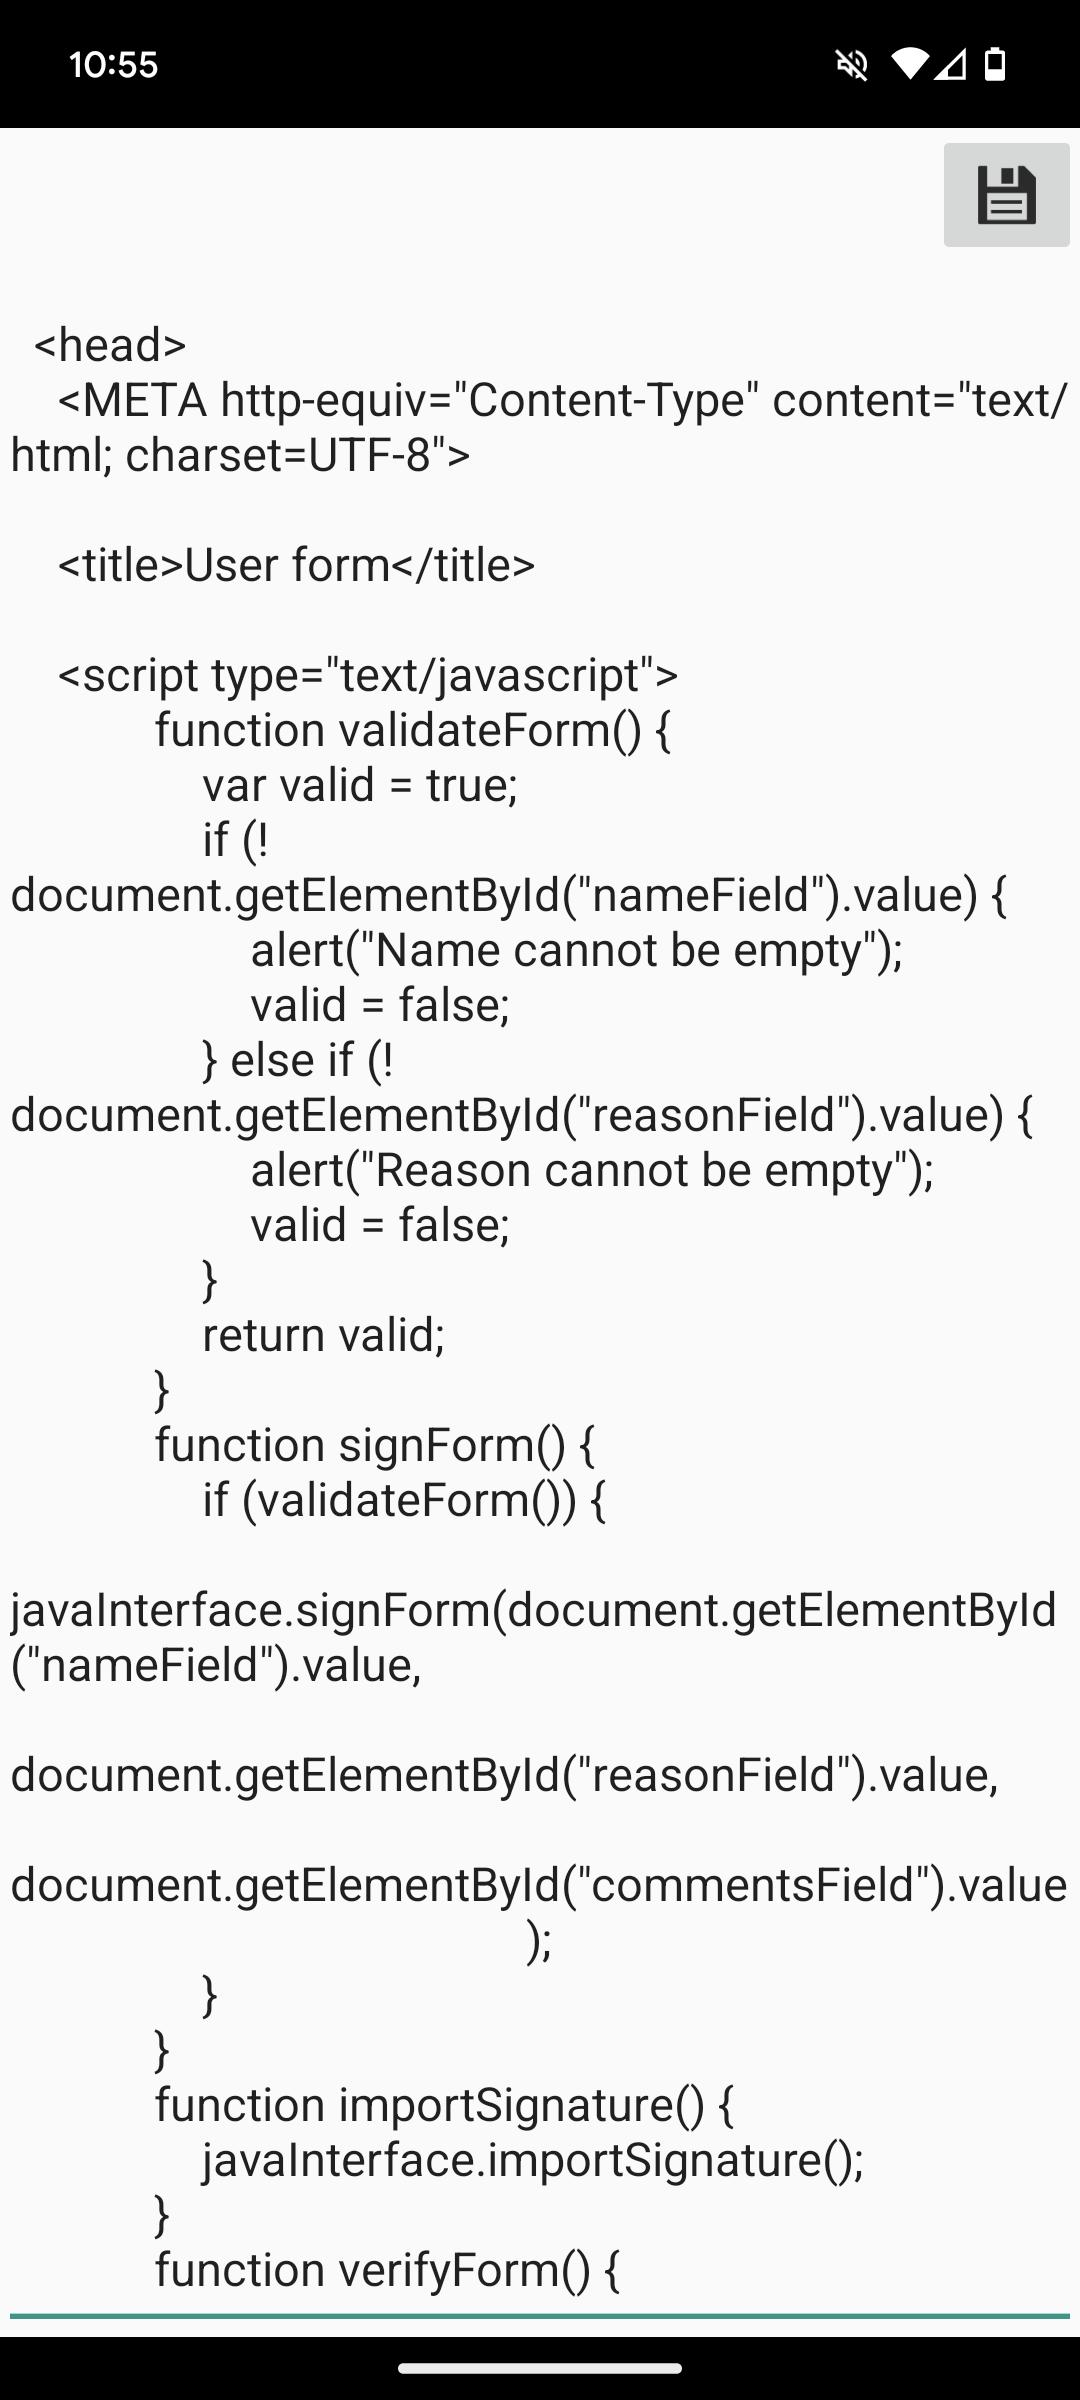 10:55
<head>
<META http-equiv="Content-Type" content="text/
html; charset=UTF-8">
<title>User form</title>
<script type="text/javascript">
function validateForm() {
var valid = true;
if (!
document.getElementById("nameField").value) {
alert("Name cannot be empty");
valid = false;
} else if (!
document.getElementById("reasonField").value) {
alert("Reason cannot be empty");
valid = false;
}
return valid;
}
function signForm() {
if (validateForm()) {
javaInterface.signForm(document.getElementById
("nameField").value,
document.getElementById("reasonField").value,
document.getElementById("commentsField").value
);
}
}
function importSignature() {
javaInterface.importSignature();
}
function verifyForm() {